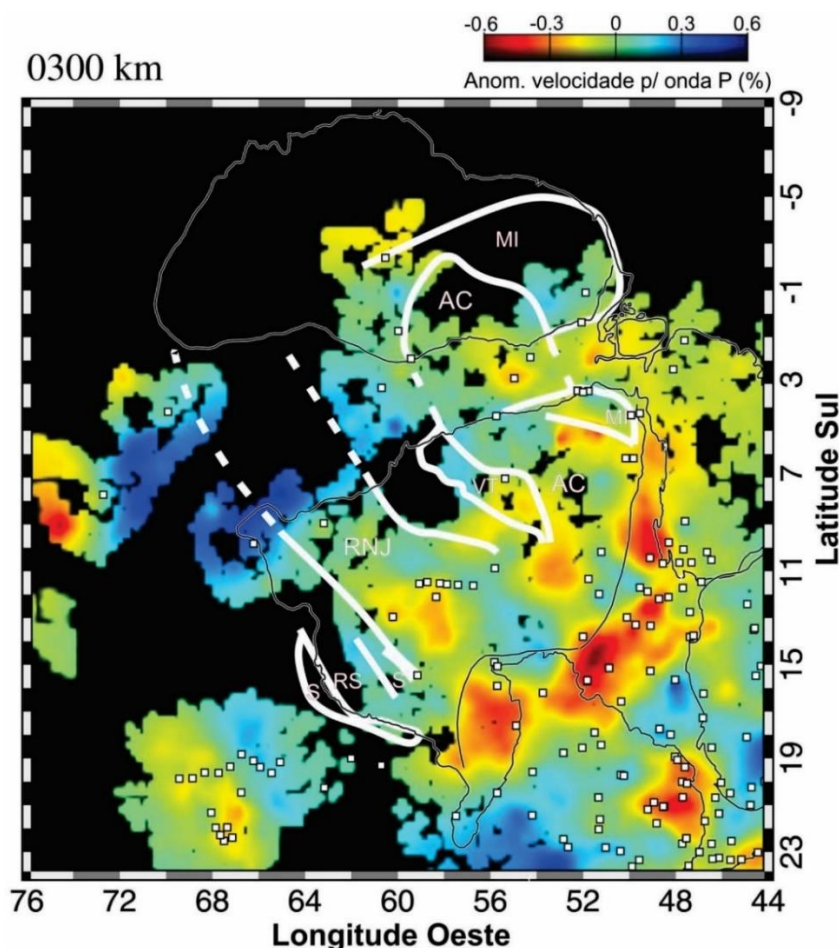 -0.6 -0.3 0 0.3 0.6
0300 km
Anom. velocidade p/ onda P (%)
-9
-5
MI
AC
-1
3
MI
7
VT
AC
RNJ
11
15
S
RS
S
19
23
76 72 68 64 60 56 52 48 44
Longitude Oeste
Latitude Sul